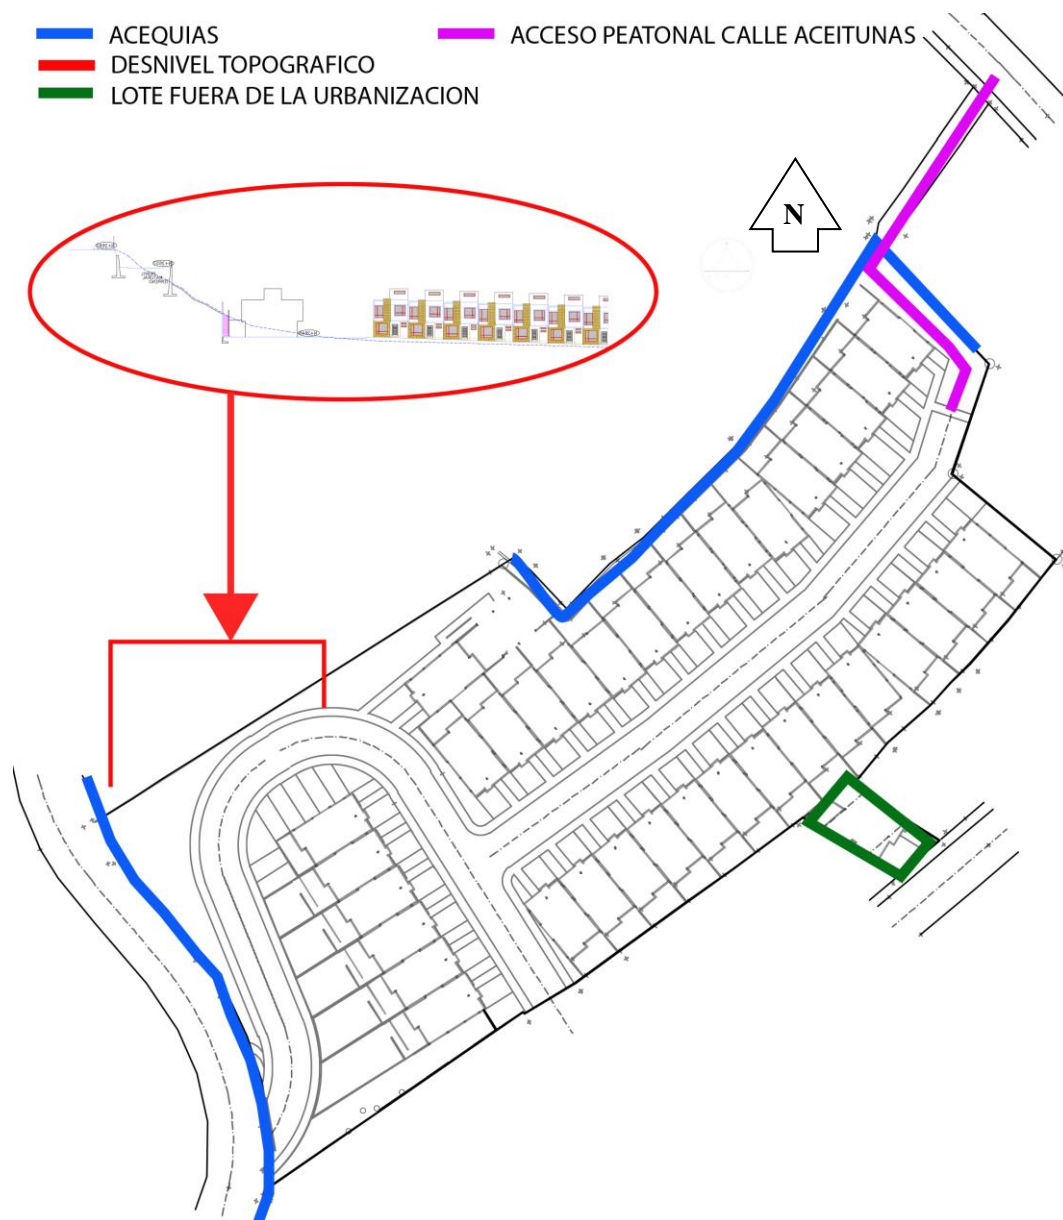 ACEQUIAS
ACCESO PEATONAL CALLE ACEITUNAS
DESNIVEL TOPOGRAFICO
LOTE FUERA DE LA URBANIZACION
N